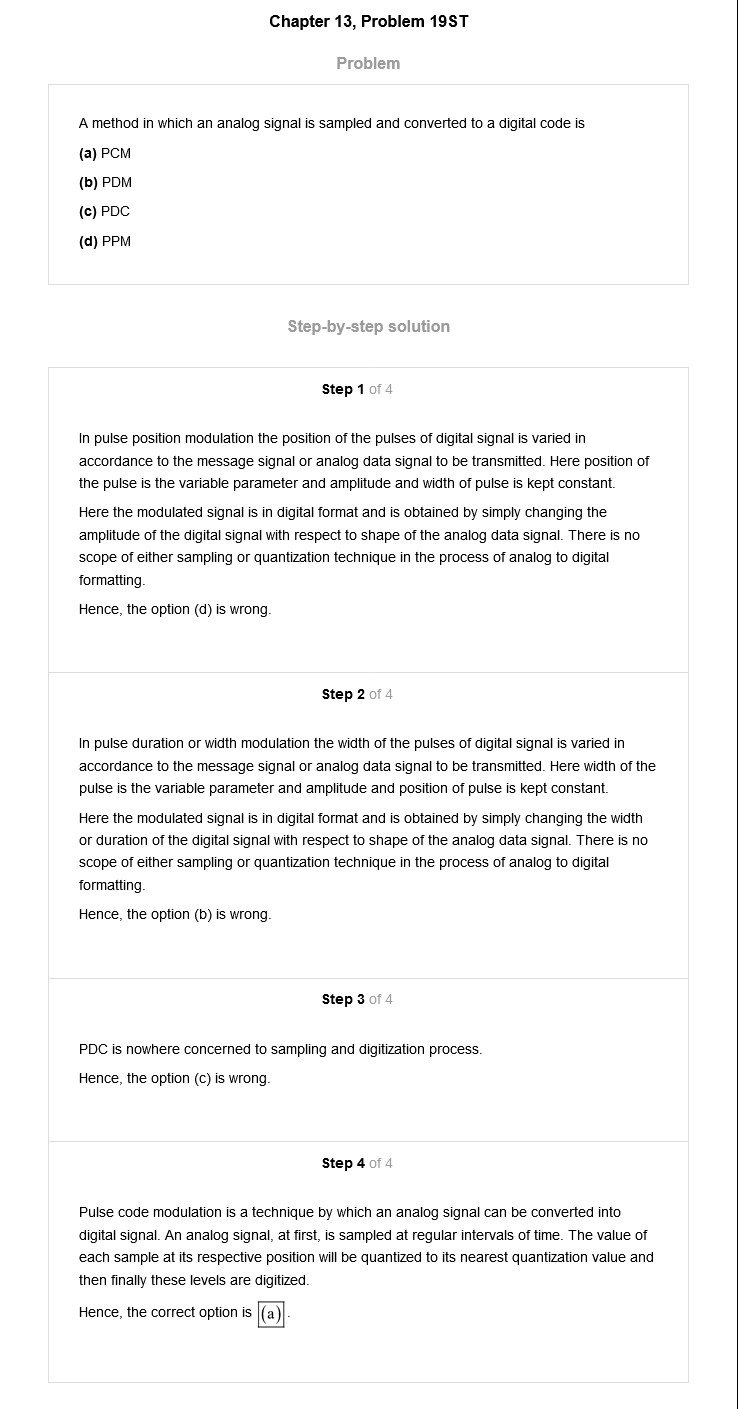 Chapter 13, Problem 19ST
Problem
A method in which an analog signal is sampled and converted to a digital code is
(a) PCM
(b) PDM
(c) PDC
(d) PPM
Step-by-step solution
Step 1 of 4
In pulse position modulation the position of the pulses of digital signal is varied in
accordance to the message signal or analog data signal to be transmitted. Here position of
the pulse is the variable parameter and amplitude and width of pulse is kept constant.
Here the modulated signal is in digital format and is obtained by simply changing the
amplitude of the digital signal with respect to shape of the analog data signal. There is no
scope of either sampling or quantization technique in the process of analog to digital
formatting.
Hence, the option (d) is wrong.
Step 2 of 4
In pulse duration or width modulation the width of the pulses of digital signal is varied in
accordance to the message signal or analog data signal to be transmitted. Here width of the
pulse is the variable parameter and amplitude and position of pulse is kept constant.
Here the modulated signal is in digital format and is obtained by simply changing the width
or duration of the digital signal with respect to shape of the analog data signal. There is no
scope of either sampling or quantization technique in the process of analog to digital
formatting.
Hence, the option (b) is wrong.
Step 3 of 4
PDC is nowhere concerned to sampling and digitization process.
Hence, the option (c) is wrong.
Step 4 of 4
Pulse code modulation is a technique by which an analog signal can be converted into
digital signal. An analog signal, at first, is sampled at regular intervals of time. The value of
each sample at its respective position will be quantized to its nearest quantization value and
then finally these levels are digitized.
Hence, the correct option is (a).